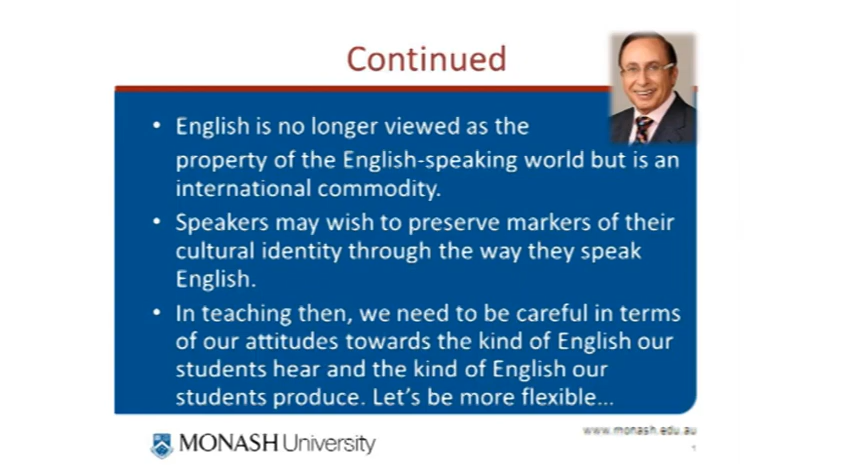 Continued
• English is no longer viewed as the
property of the English-speaking world but is an
international commodity.
• Speakers may wish to preserve markers of their
cultural identity through the way they speak
English.
• In teaching then, we need to be careful in terms
of our attitudes towards the kind of English our
students hear and the kind of English our
students produce. Let's be more flexible…
www.monash.edu.au
MONASH University
1